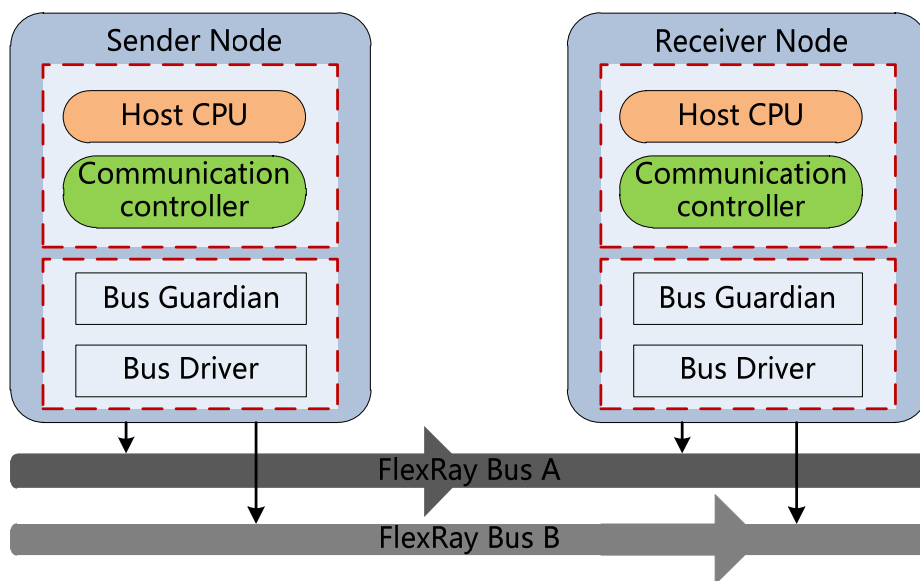 Sender Node
Host CPU
Communication
controller
Bus Guardian
Bus Driver
Receiver Node
Host CPU
Communication
controller
Bus Guardian
Bus Driver
FlexRay Bus A
FlexRay Bus B